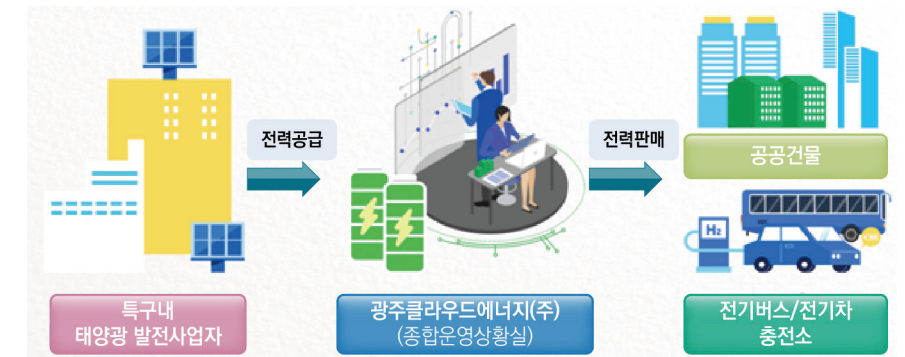 전력공급
전력판매
공공건물
H2
특구내
태양광 발전사업자
광주클라우드에너지(주)
(종합운영상황실)
전기버스/전기차
충전소